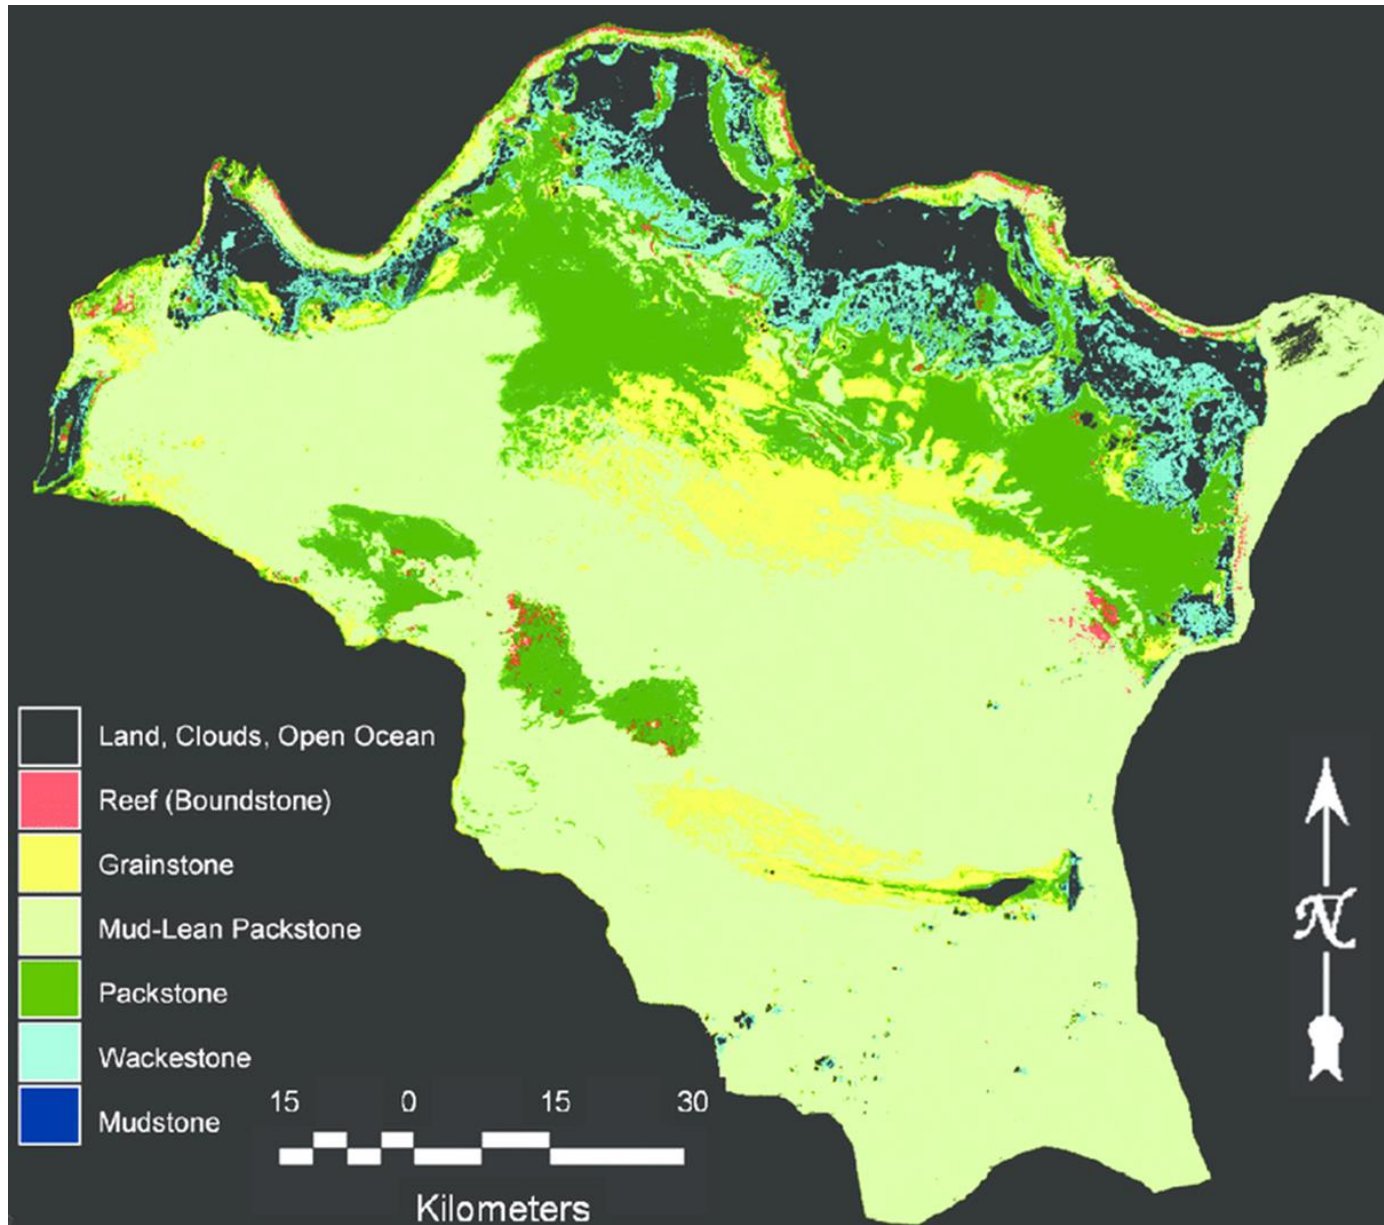 Land, Clouds, Open Ocean
Reef (Boundstone)
Grainstone
Mud-Lean Packstone
Packstone
Wackestone
Mudstone
15 0 15 30
Kilometers
N